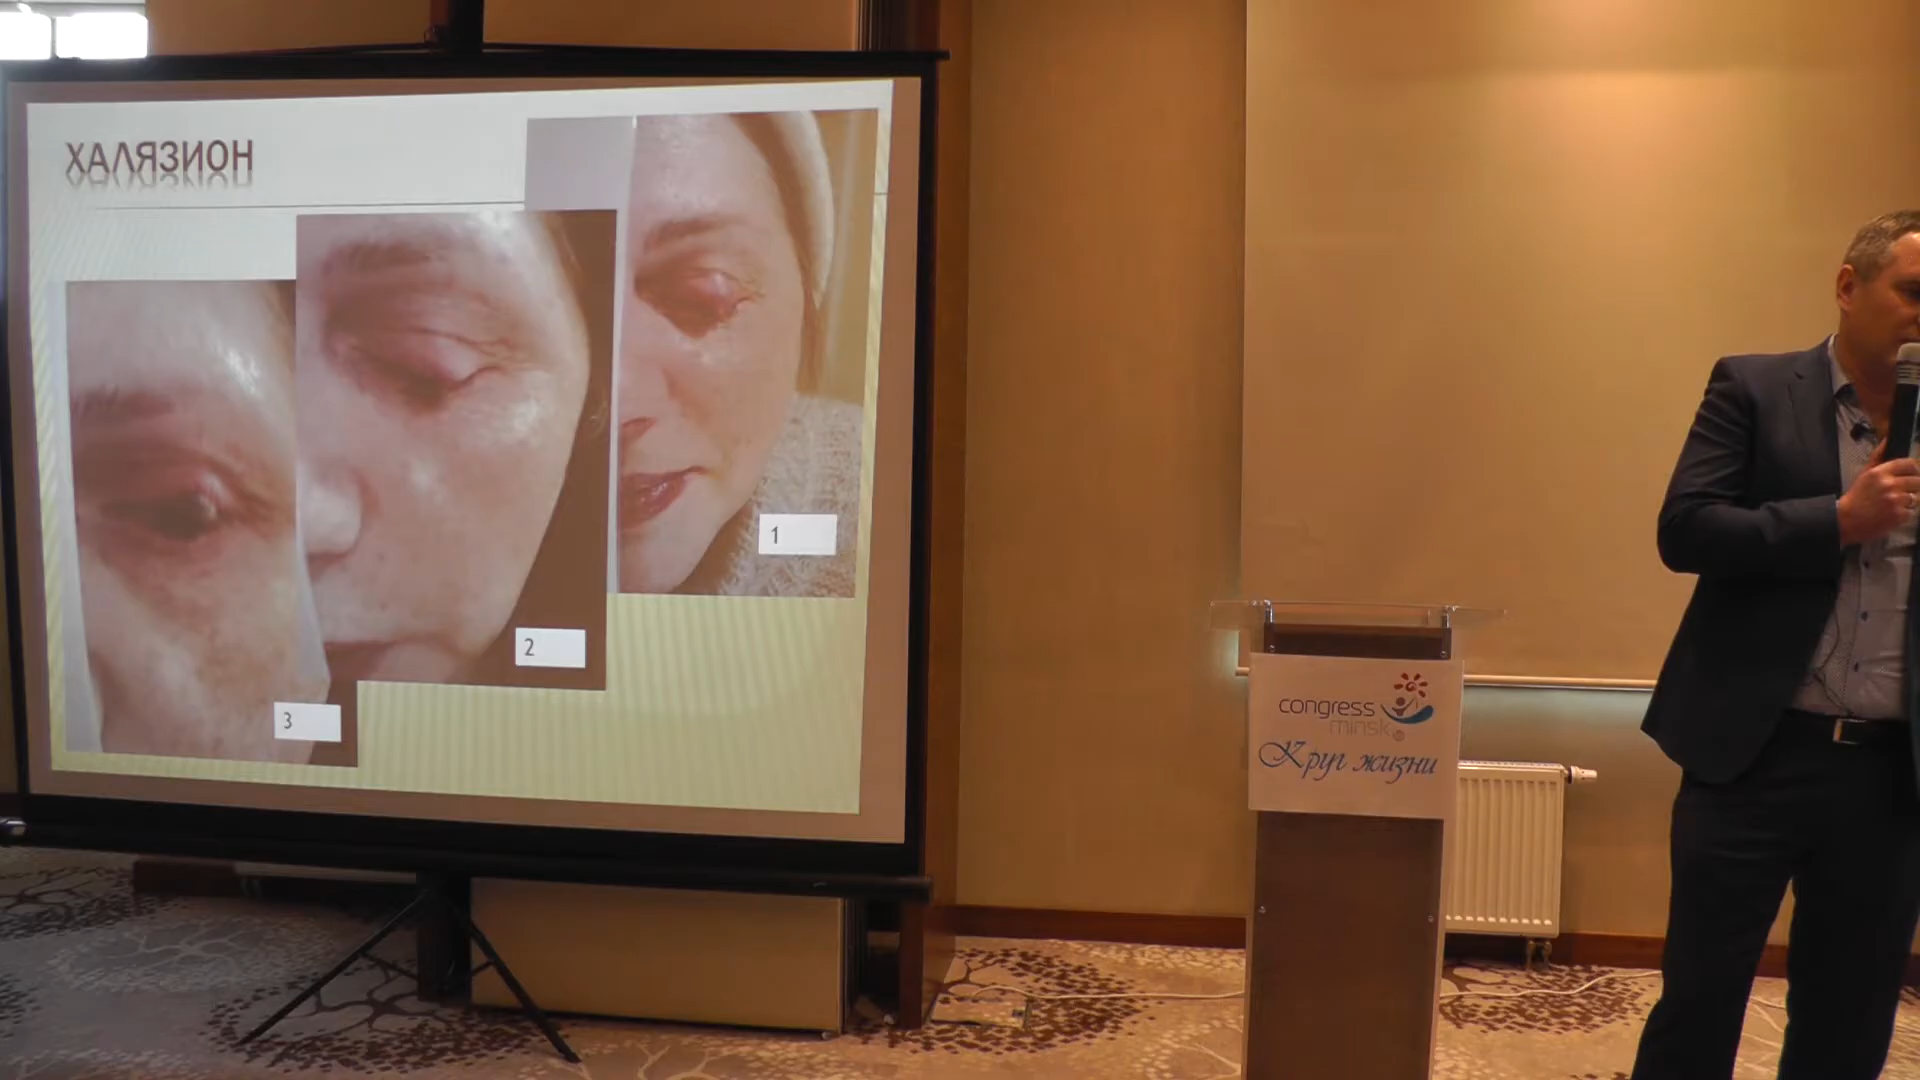 ХАЛЯЗИОН
1
2
3
congress
minsk
Круг жизни